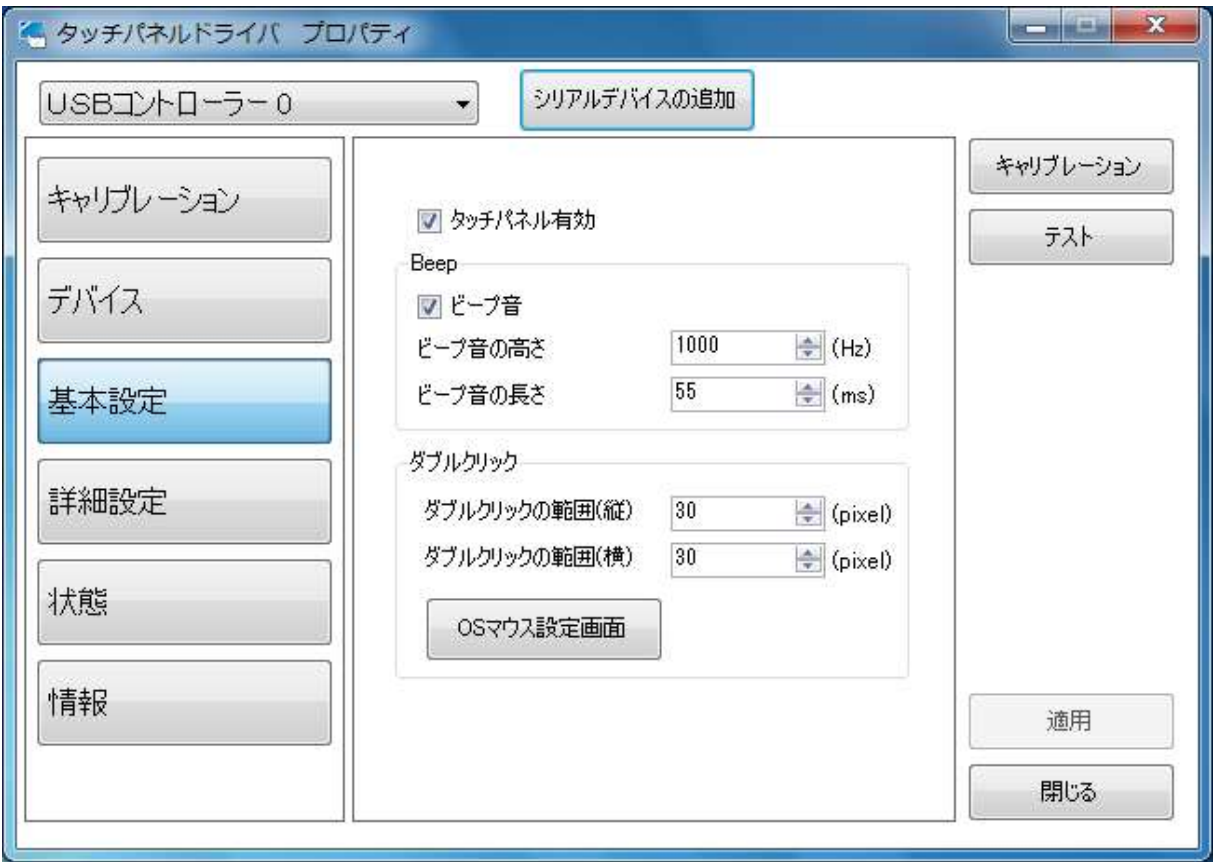 タッチパネルドライバ プロパティ
USBコントローラー 0
シリアルデバイスの追加
キャリブレーション
デバイス
基本設定
詳細設定
状態
情報
タッチパネル有効
Beep
ビープ音
ビープ音の高さ 1000 (Hz)
ビープ音の長さ 55 (ms)
ダブルクリック
ダブルクリックの範囲(縦) 30 (pixel)
ダブルクリックの範囲(横) 30 (pixel)
OSマウス設定画面
キャリブレーション
テスト
適用
閉じる